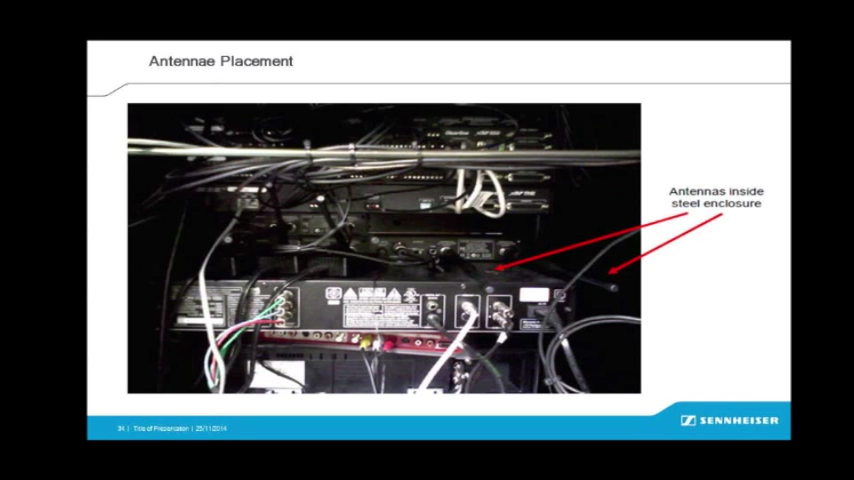 Antennae Placement
Antennas inside
steel enclosure
34 | Title of Presentation | 25/11/2014
SENNHEISER